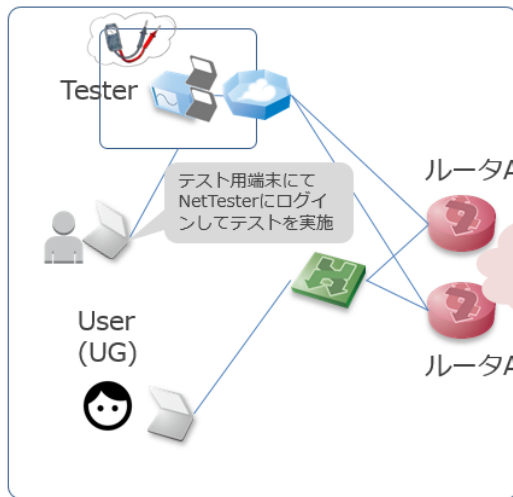 Tester
テスト用端末にて
NetTesterにログイ
ンしてテストを実施
ルータA
User
(UG)
ルータA